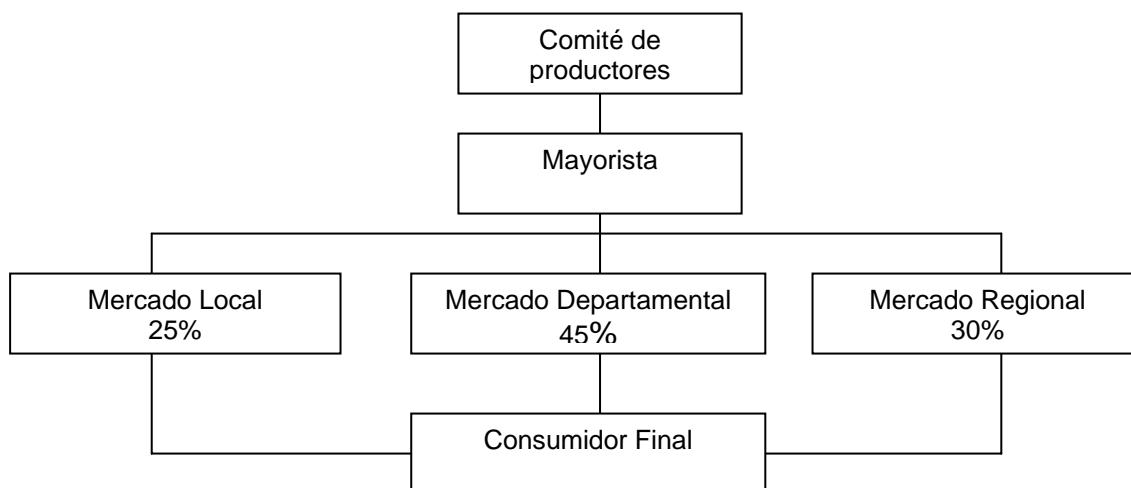 Comité de
productores
Mayorista
Mercado Local
25%
Mercado Departamental
45%
Mercado Regional
30%
Consumidor Final